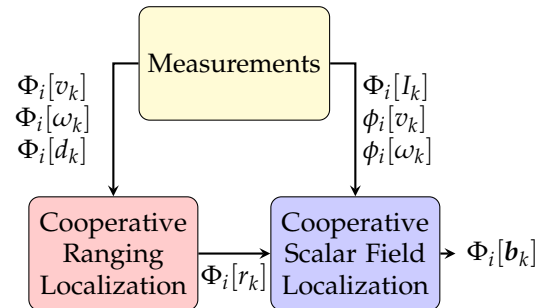 Measurements
Φᵢ[vₖ]
Φᵢ[ωₖ]
Φᵢ[dₖ]
Φᵢ[Iₖ]
ϕᵢ[vₖ]
ϕᵢ[ωₖ]
Cooperative
Ranging
Localization
Φᵢ[rₖ]
Cooperative
Scalar Field
Localization
Φᵢ[𝒃ₖ]